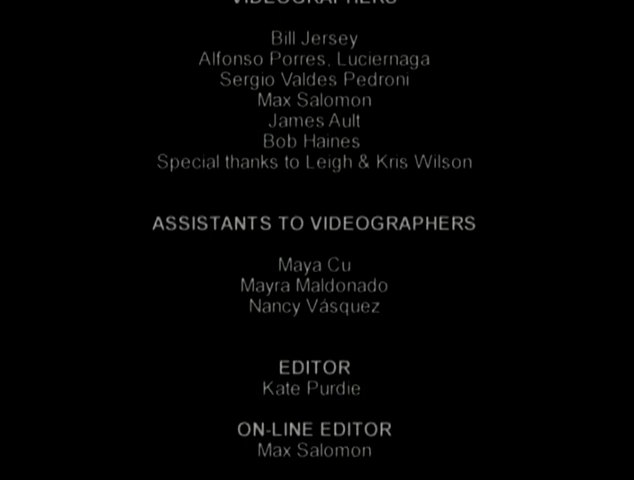 VIDEOGRAPHERS
Bill Jersey
Alfonso Porres, Luciernaga
Sergio Valdes Pedroni
Max Salomon
James Ault
Bob Haines
Special thanks to Leigh & Kris Wilson
ASSISTANTS TO VIDEOGRAPHERS
Maya Cu
Mayra Maldonado
Nancy Vásquez
EDITOR
Kate Purdie
ON-LINE EDITOR
Max Salomon